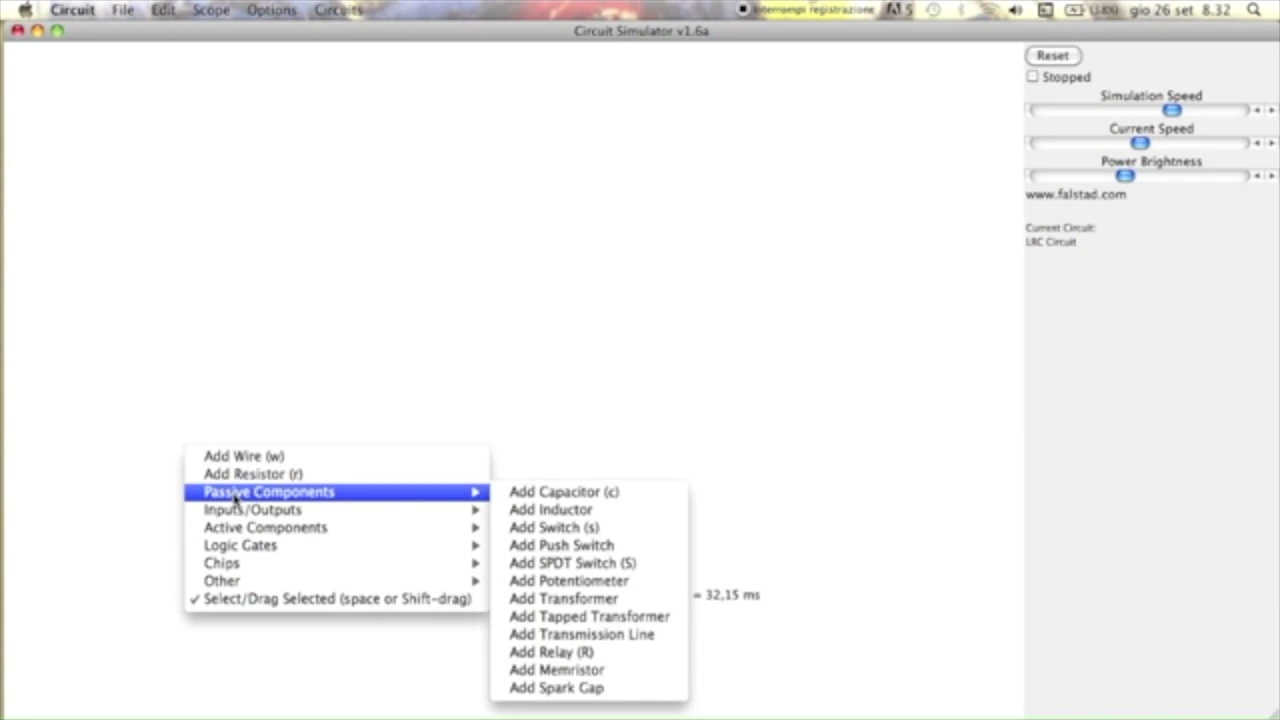 Circuit File Edit Scope Options Circuits Interrompi registrazione 5 gio 26 set 8.32
Circuit Simulator v1.6a
Reset
Stopped
Simulation Speed
Current Speed
Power Brightness
www.falstad.com
Current Circuit:
LRC Circuit
Add Wire (w)
Add Resistor (r)
Passive Components
Inputs/Outputs
Active Components
Logic Gates
Chips
Other
Select/Drag Selected (space or Shift-drag)
Add Capacitor (c)
Add Inductor
Add Switch (s)
Add Push Switch
Add SPDT Switch (S)
Add Potentiometer
Add Transformer
Add Tapped Transformer
Add Transmission Line
Add Relay (R)
Add Memristor
Add Spark Gap
= 32,15 ms